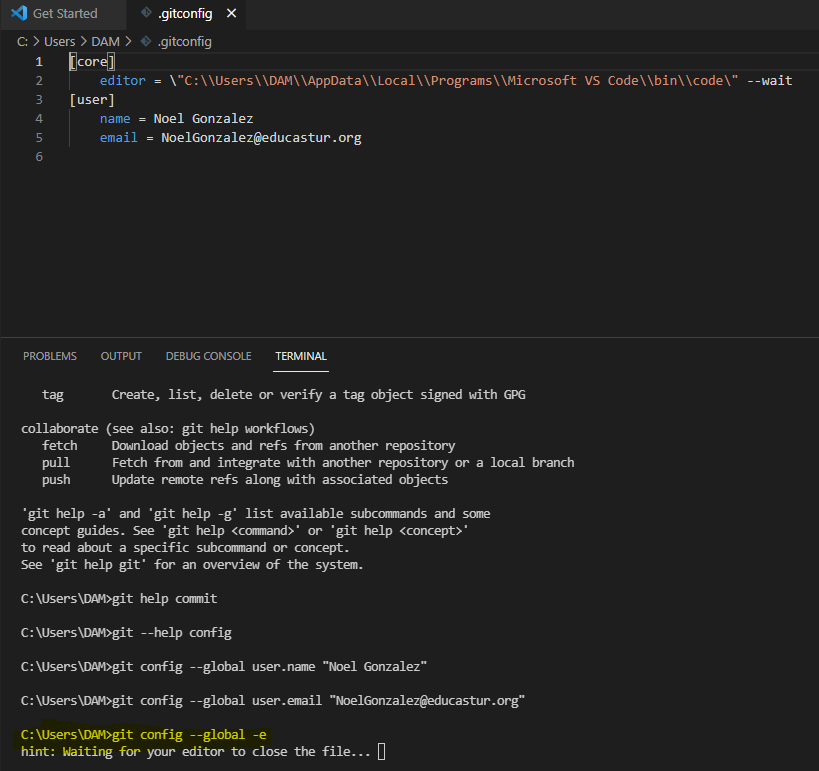 Get Started
.gitconfig
C: > Users > DAM > .gitconfig
1 [core]
2 editor = \"C:\\Users\\DAM\\AppData\\Local\\Programs\\Microsoft VS Code\\bin\\code\" --wait
3 [user]
4 name = Noel Gonzalez
5 email = NoelGonzalez@educastur.org
6
PROBLEMS OUTPUT DEBUG CONSOLE TERMINAL
tag Create, list, delete or verify a tag object signed with GPG
collaborate (see also: git help workflows)
fetch Download objects and refs from another repository
pull Fetch from and integrate with another repository or a local branch
push Update remote refs along with associated objects
'git help -a' and 'git help -g' list available subcommands and some
concept guides. See 'git help <command>' or 'git help <concept>'
to read about a specific subcommand or concept.
See 'git help git' for an overview of the system.
C:\Users\DAM>git help commit
C:\Users\DAM>git --help config
C:\Users\DAM>git config --global user.name "Noel Gonzalez"
C:\Users\DAM>git config --global user.email "NoelGonzalez@educastur.org"
C:\Users\DAM>git config --global -e
hint: Waiting for your editor to close the file...